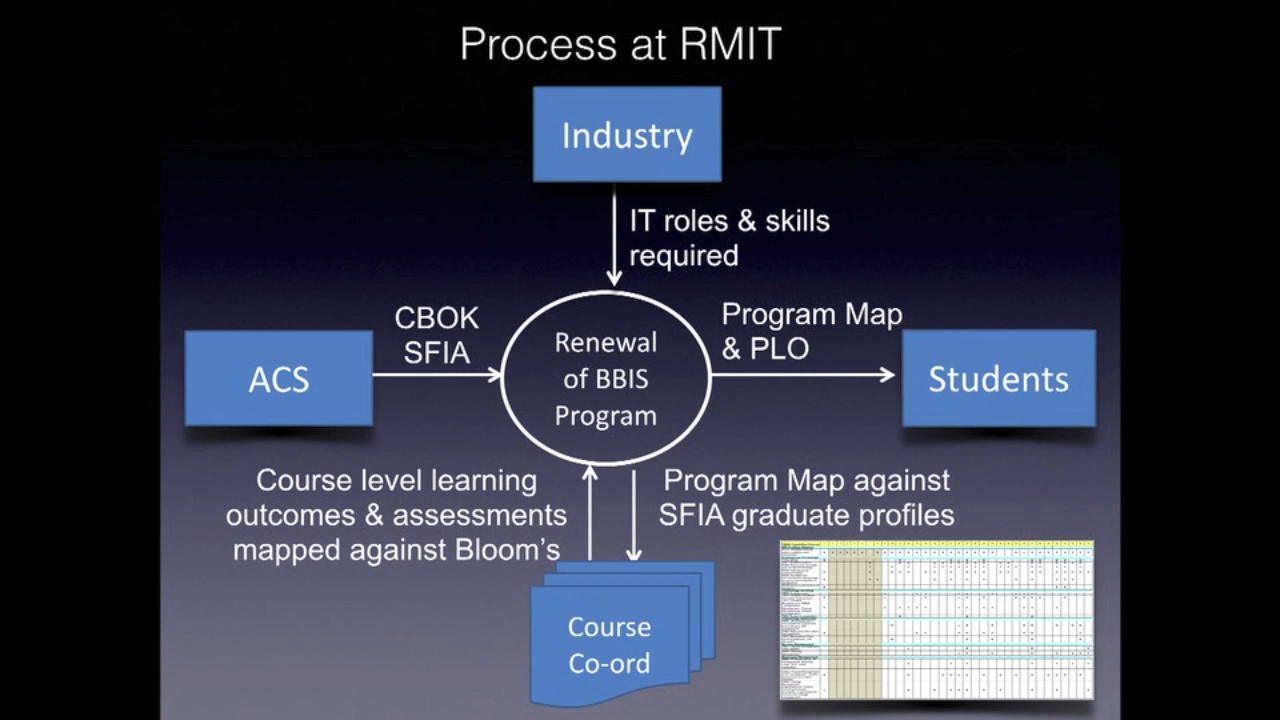 Process at RMIT
Industry
IT roles & skills
required
CBOK
SFIA
Program Map
& PLO
ACS
Renewal
of BBIS
Program
Students
Course level learning
outcomes & assessments
mapped against Bloom’s
Program Map against
SFIA graduate profiles
Course
Co-ord